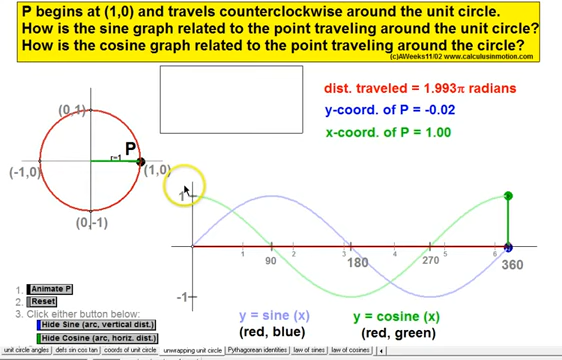 P begins at (1,0) and travels counterclockwise around the unit circle.
How is the sine graph related to the point traveling around the unit circle?
How is the cosine graph related to the point traveling around the circle?
(c)AWeeks11/02 www.calculusinmotion.com
dist. traveled = 1.993π radians
y-coord. of P = -0.02
x-coord. of P = 1.00
(0,1)
P
r=1
(-1,0)
(1,0)
(0,-1)
1
1 2 3 4 5 6
90 180 270 360
-1
y = sine (x)
(red, blue)
y = cosine (x)
(red, green)
1. Animate P
2. Reset
3. Click either button below:
Hide Sine (arc, vertical dist.)
Hide Cosine (arc, horiz. dist.)
unit circle angles defs sin cos tan coords of unit circle unwrapping unit circle Pythagorean identities law of sines law of cosines